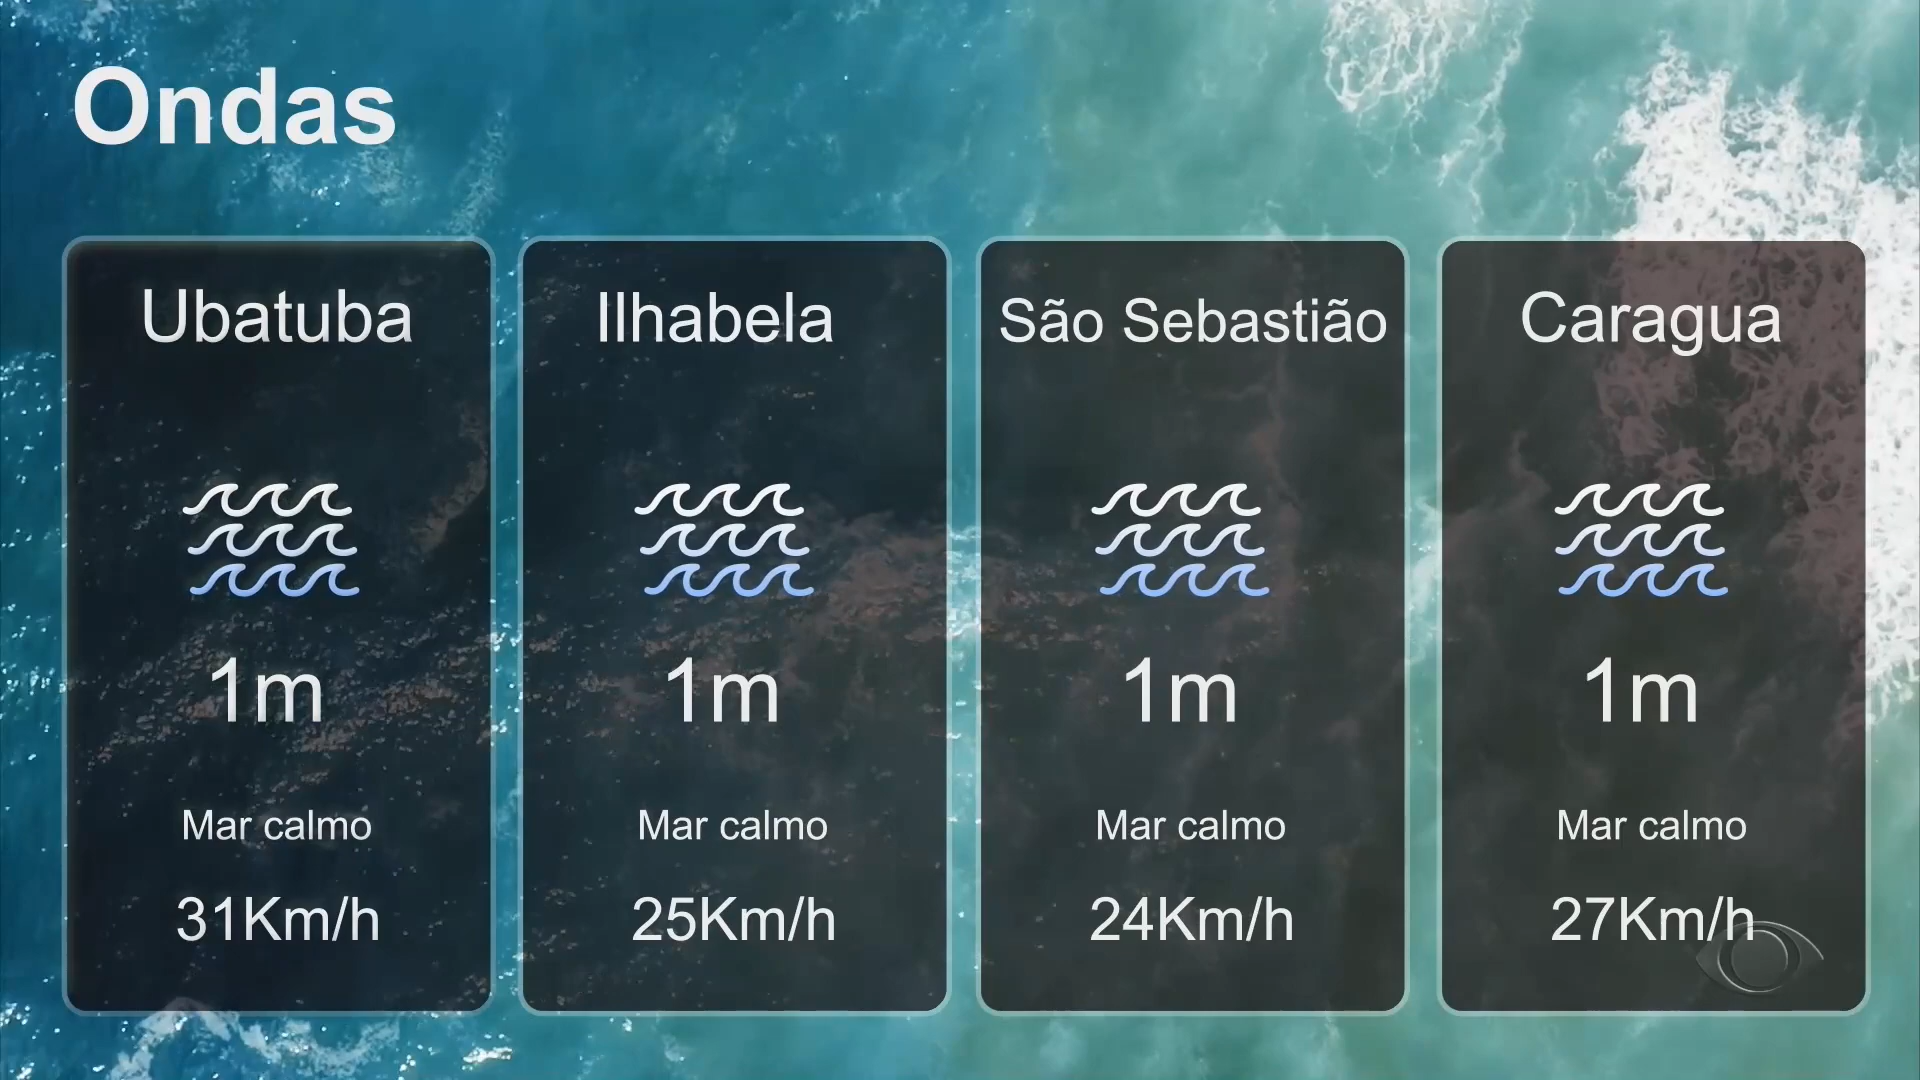 Ondas
Ubatuba
1m
Mar calmo
31Km/h
Ilhabela
1m
Mar calmo
25Km/h
São Sebastião
1m
Mar calmo
24Km/h
Caragua
1m
Mar calmo
27Km/h